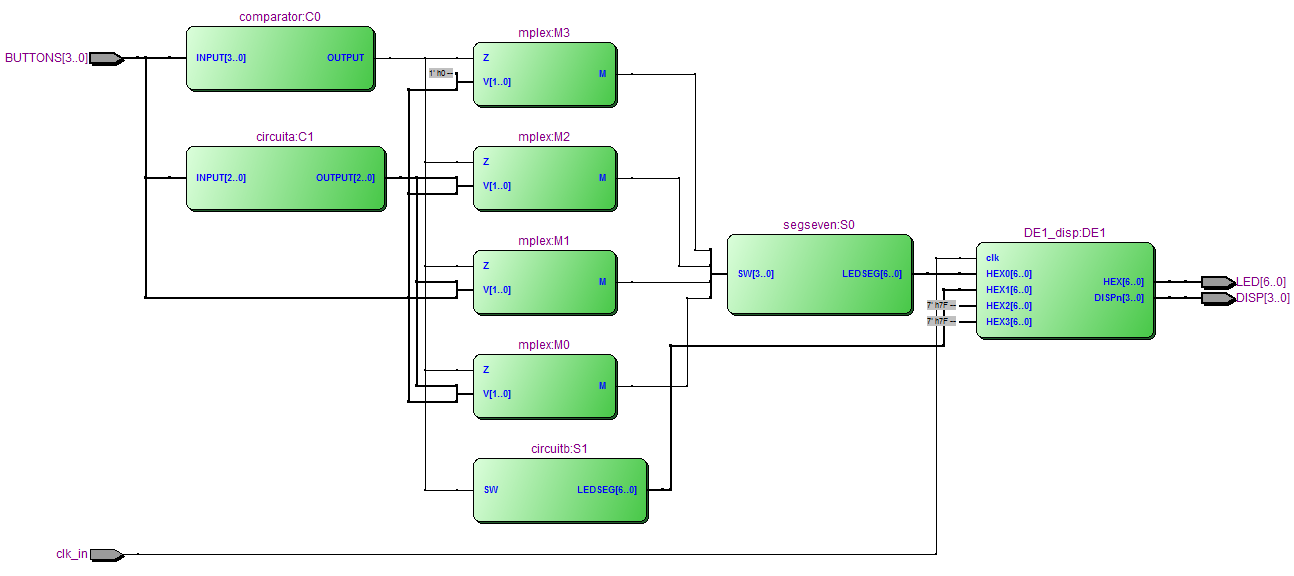 comparator:C0
BUTTONS[3..0]
INPUT[3..0] OUTPUT
circuita:C1
INPUT[2..0] OUTPUT[2..0]
mplex:M3
Z
M
1' h0
V[1..0]
mplex:M2
Z
M
V[1..0]
mplex:M1
Z
M
V[1..0]
mplex:M0
Z
M
V[1..0]
circuitb:S1
SW LEDSEG[6..0]
segseven:S0
SW[3..0] LEDSEG[6..0]
DE1_disp:DE1
clk
HEX0[6..0]
HEX1[6..0]
7' h7F HEX2[6..0]
7' h7F HEX3[6..0]
HEX[6..0]
DISPn[3..0]
LED[6..0]
DISP[3..0]
clk_in